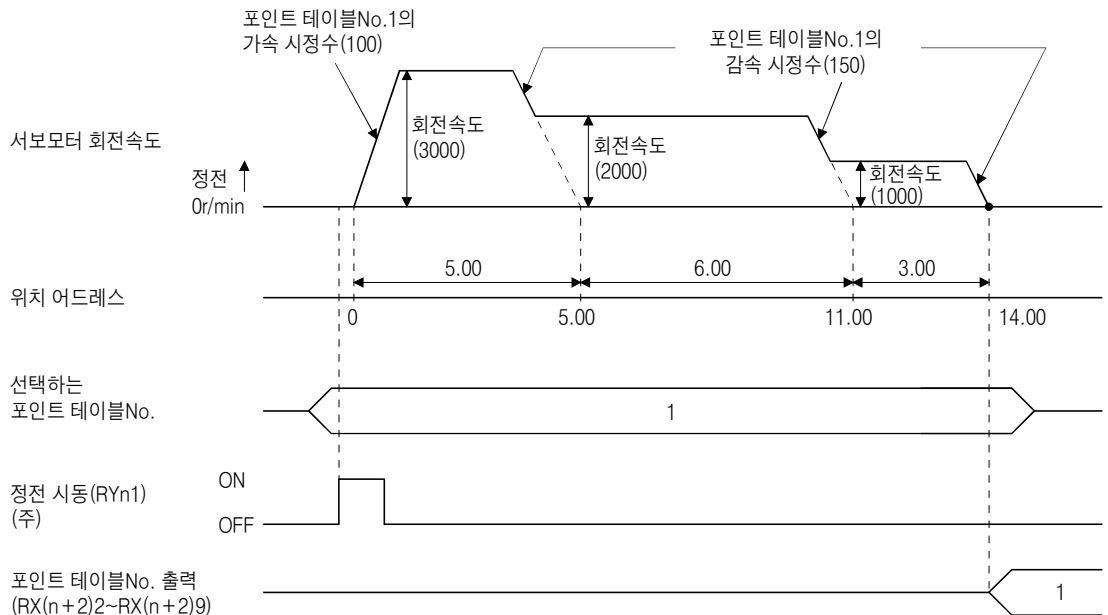 포인트 테이블No.1의
가속 시정수(100)
포인트 테이블No.1의
감속 시정수(150)
서보모터 회전속도
정전
0r/min
회전속도
(3000)
회전속도
(2000)
회전속도
(1000)
5.00
6.00
3.00
위치 어드레스
0
5.00
11.00
14.00
선택하는
포인트 테이블No.
1
정전 시동(RYn1)
(주)
ON
OFF
포인트 테이블No. 출력
(RX(n+2)2~RX(n+2)9)
1